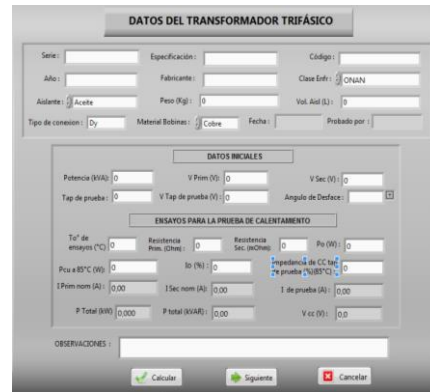 DATOS DEL TRANSFORMADOR TRIFÁSICO
Serie : Especificación : Código :
Año : Fabricante : Clase Enfr : ONAN
Aislante : Aceite Peso (Kg) : 0 Vol. Aisl (L) : 0
Tipo de conexion : Dy Material Bobinas : Cobre Fecha : Probado por :
DATOS INICIALES
Potencia (kVA): 0 V Prim (V): 0 V Sec (V) : 0
Tap de prueba : 0 V Tap de prueba (V) : 0 Angulo de Desface :
ENSAYOS PARA LA PRUEBA DE CALENTAMIENTO
To° de ensayos (°C) 0 Resistencia Prim. (Ohm) : 0 Resistencia Sec. (mOhm) : 0 Po (W) : 0
Pcu a 85°C (W): 0 Io (%) : 0 Impedancia de CC tap de prueba (%)(85°C) : 0
I Prim nom (A) : 0,00 I Sec nom (A): 0,00 I de prueba (A) : 0,00
P Total (kW) 0,000 P total (kVAR) : 0,00 V cc (V) : 0,0
OBSERVACIONES :
Calcular Siguiente Cancelar